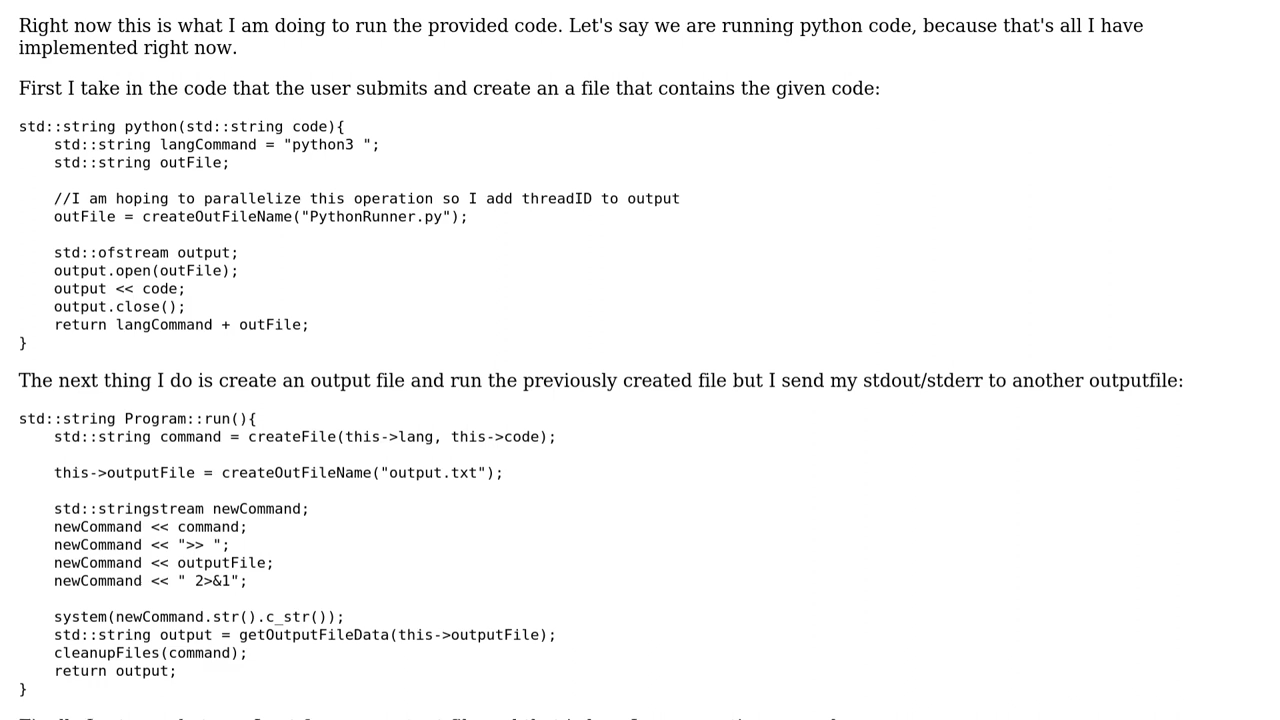 Right now this is what I am doing to run the provided code. Let's say we are running python code, because that's all I have
implemented right now.
First I take in the code that the user submits and create an a file that contains the given code:
std::string python(std::string code){
    std::string langCommand = "python3 ";
    std::string outFile;
    //I am hoping to parallelize this operation so I add threadID to output
    outFile = createOutFileName("PythonRunner.py");
    std::ofstream output;
    output.open(outFile);
    output << code;
    output.close();
    return langCommand + outFile;
}
The next thing I do is create an output file and run the previously created file but I send my stdout/stderr to another outputfile:
std::string Program::run(){
    std::string command = createFile(this->lang, this->code);
    this->outputFile = createOutFileName("output.txt");
    std::stringstream newCommand;
    newCommand << command;
    newCommand << ">> ";
    newCommand << outputFile;
    newCommand << " 2>&1";
    system(newCommand.str().c_str());
    std::string output = getOutputFileData(this->outputFile);
    cleanupFiles(command);
    return output;
}